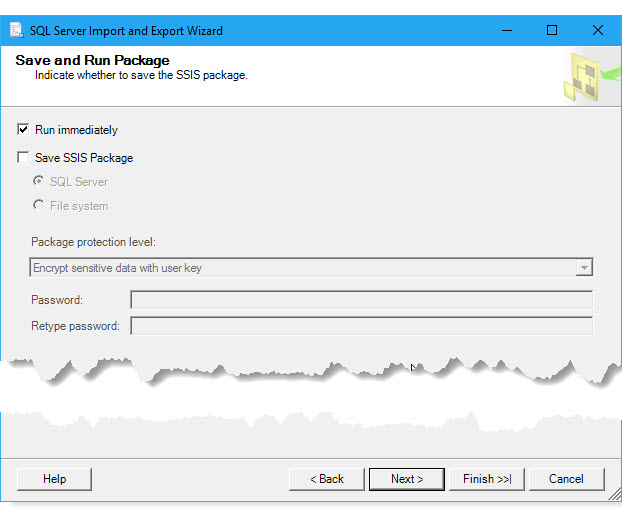 SQL Server Import and Export Wizard
Save and Run Package
Indicate whether to save the SSIS package.
Run immediately
Save SSIS Package
SQL Server
File system
Package protection level:
Encrypt sensitive data with user key
Password:
Retype password:
Help
< Back
Next >
Finish >>|
Cancel